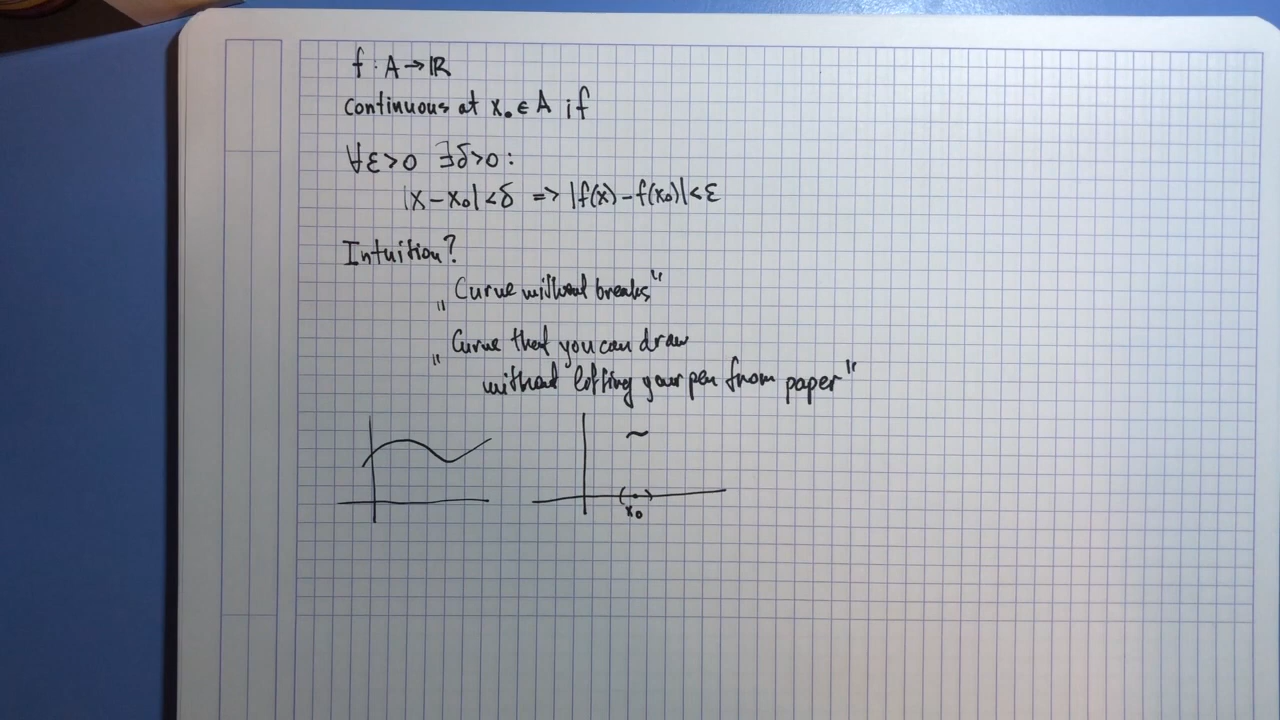 f : A → ℝ
continuous at x₀ ∈ A if
∀ε>0 ∃δ>0 :
|x − x₀| < δ => |f(x) − f(x₀)| < ε
Intuition?
„Curve without breaks"
„Curve that you can draw
without lifting your pen from paper"
x₀